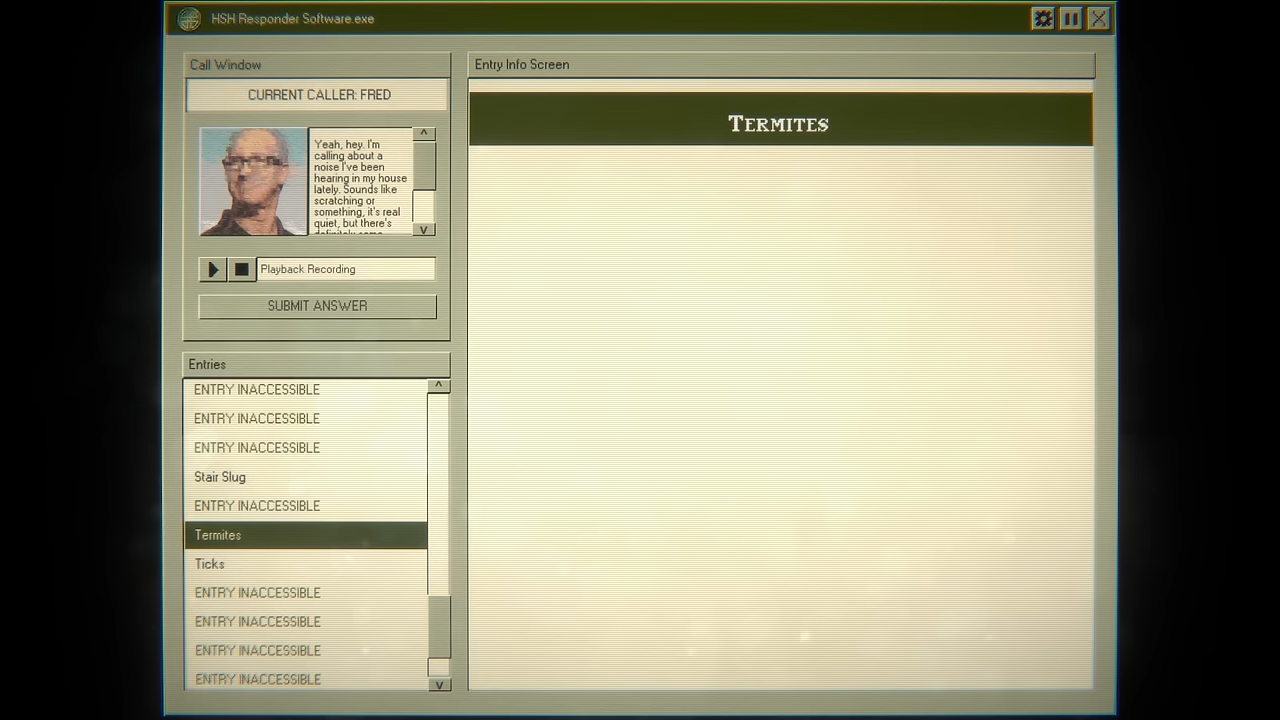 HSH Responder Software.exe
Call Window
CURRENT CALLER: FRED
Yeah, hey. I'm
calling about a
noise I've been
hearing in my house
lately. Sounds like
scratching or
something, it's real
quiet, but there's
definitely some
Playback Recording
SUBMIT ANSWER
Entries
ENTRY INACCESSIBLE
ENTRY INACCESSIBLE
ENTRY INACCESSIBLE
Stair Slug
ENTRY INACCESSIBLE
Termites
Ticks
ENTRY INACCESSIBLE
ENTRY INACCESSIBLE
ENTRY INACCESSIBLE
ENTRY INACCESSIBLE
Entry Info Screen
Termites